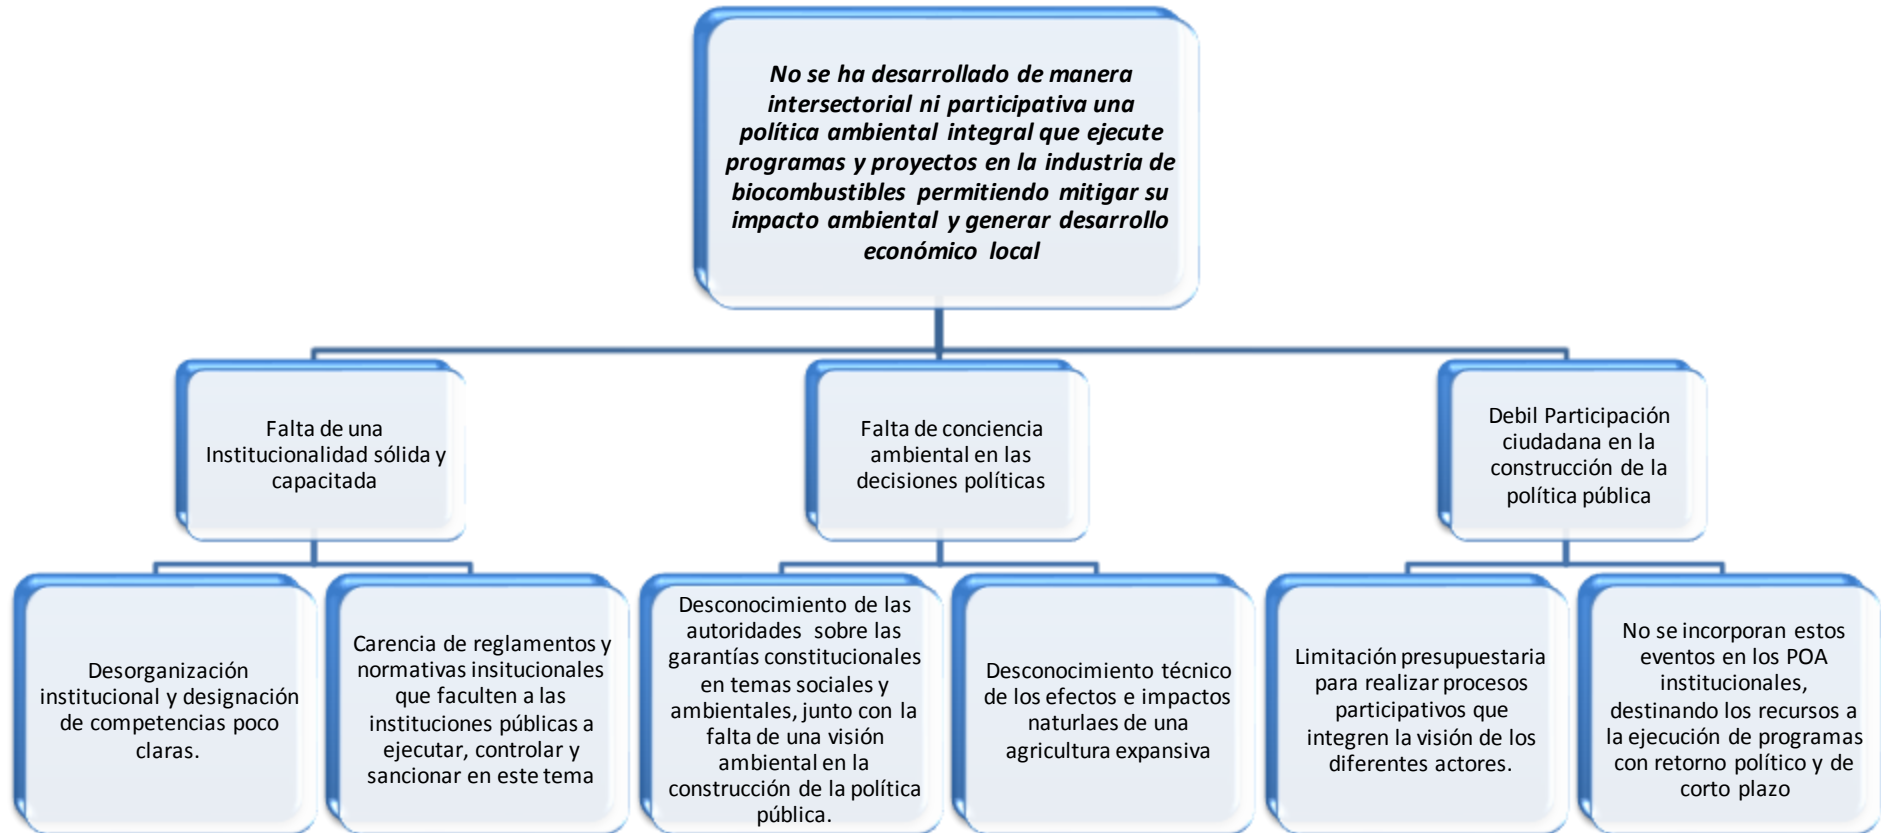 No se ha desarrollado de manera
intersectorial ni participativa una
política ambiental integral que ejecute
programas y proyectos en la industria de
biocombustibles permitiendo mitigar su
impacto ambiental y generar desarrollo
económico local
Falta de una
Institucionalidad sólida y
capacitada
Falta de conciencia
ambiental en las
decisiones políticas
Debil Participación
ciudadana en la
construcción de la
política pública
Desorganización
institucional y designación
de competencias poco
claras.
Carencia de reglamentos y
normativas insitucionales
que faculten a las
instituciones públicas a
ejecutar, controlar y
sancionar en este tema
Desconocimiento de las
autoridades sobre las
garantías constitucionales
en temas sociales y
ambientales, junto con la
falta de una visión
ambiental en la
construcción de la política
pública.
Desconocimiento técnico
de los efectos e impactos
naturlaes de una
agricultura expansiva
Limitación presupuestaria
para realizar procesos
participativos que
integren la visión de los
diferentes actores.
No se incorporan estos
eventos en los POA
institucionales,
destinando los recursos a
la ejecución de programas
con retorno político y de
corto plazo